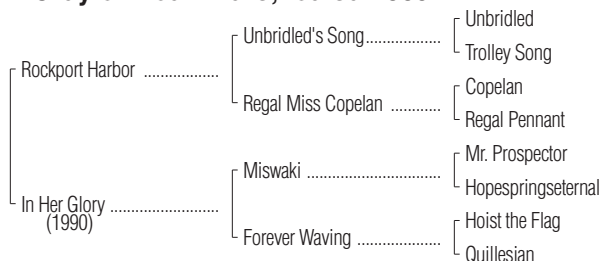 Unbridled
Unbridled's Song..................
Trolley Song
Rockport Harbor ..................
Copelan
Regal Miss Copelan ............
Regal Pennant
Mr. Prospector
Miswaki ................................
Hopespringseternal
In Her Glory ..........................
(1990)
Hoist the Flag
Forever Waving ....................
Quillesian